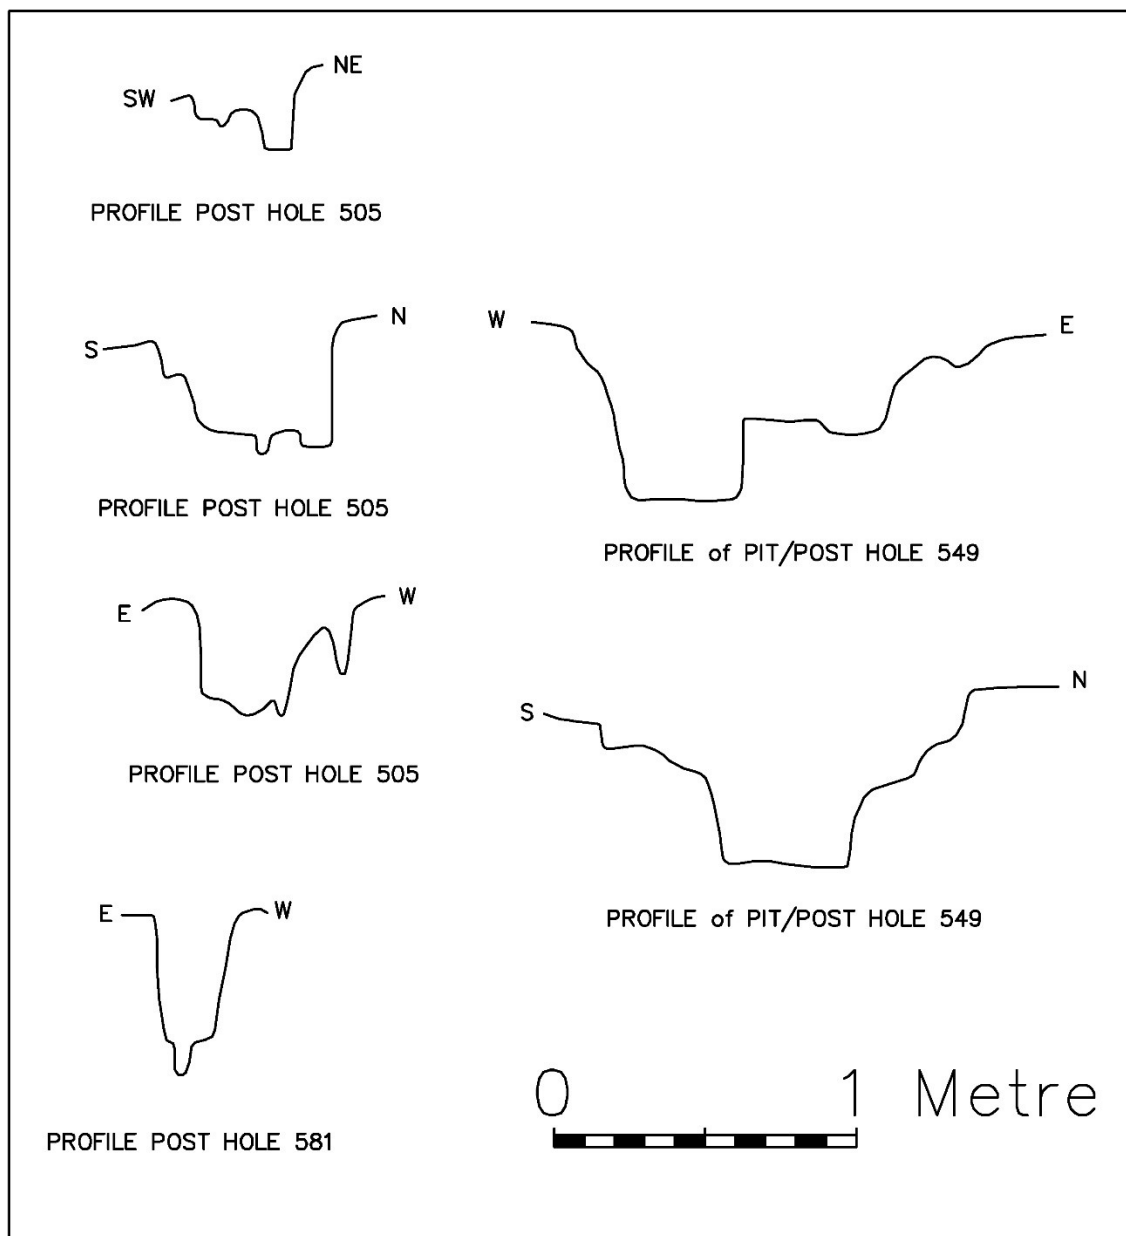 SW NE
PROFILE POST HOLE 505
S N
PROFILE POST HOLE 505
W E
PROFILE of PIT/POST HOLE 549
E W
PROFILE POST HOLE 505
S N
PROFILE of PIT/POST HOLE 549
E W
PROFILE POST HOLE 581
0 1 Metre